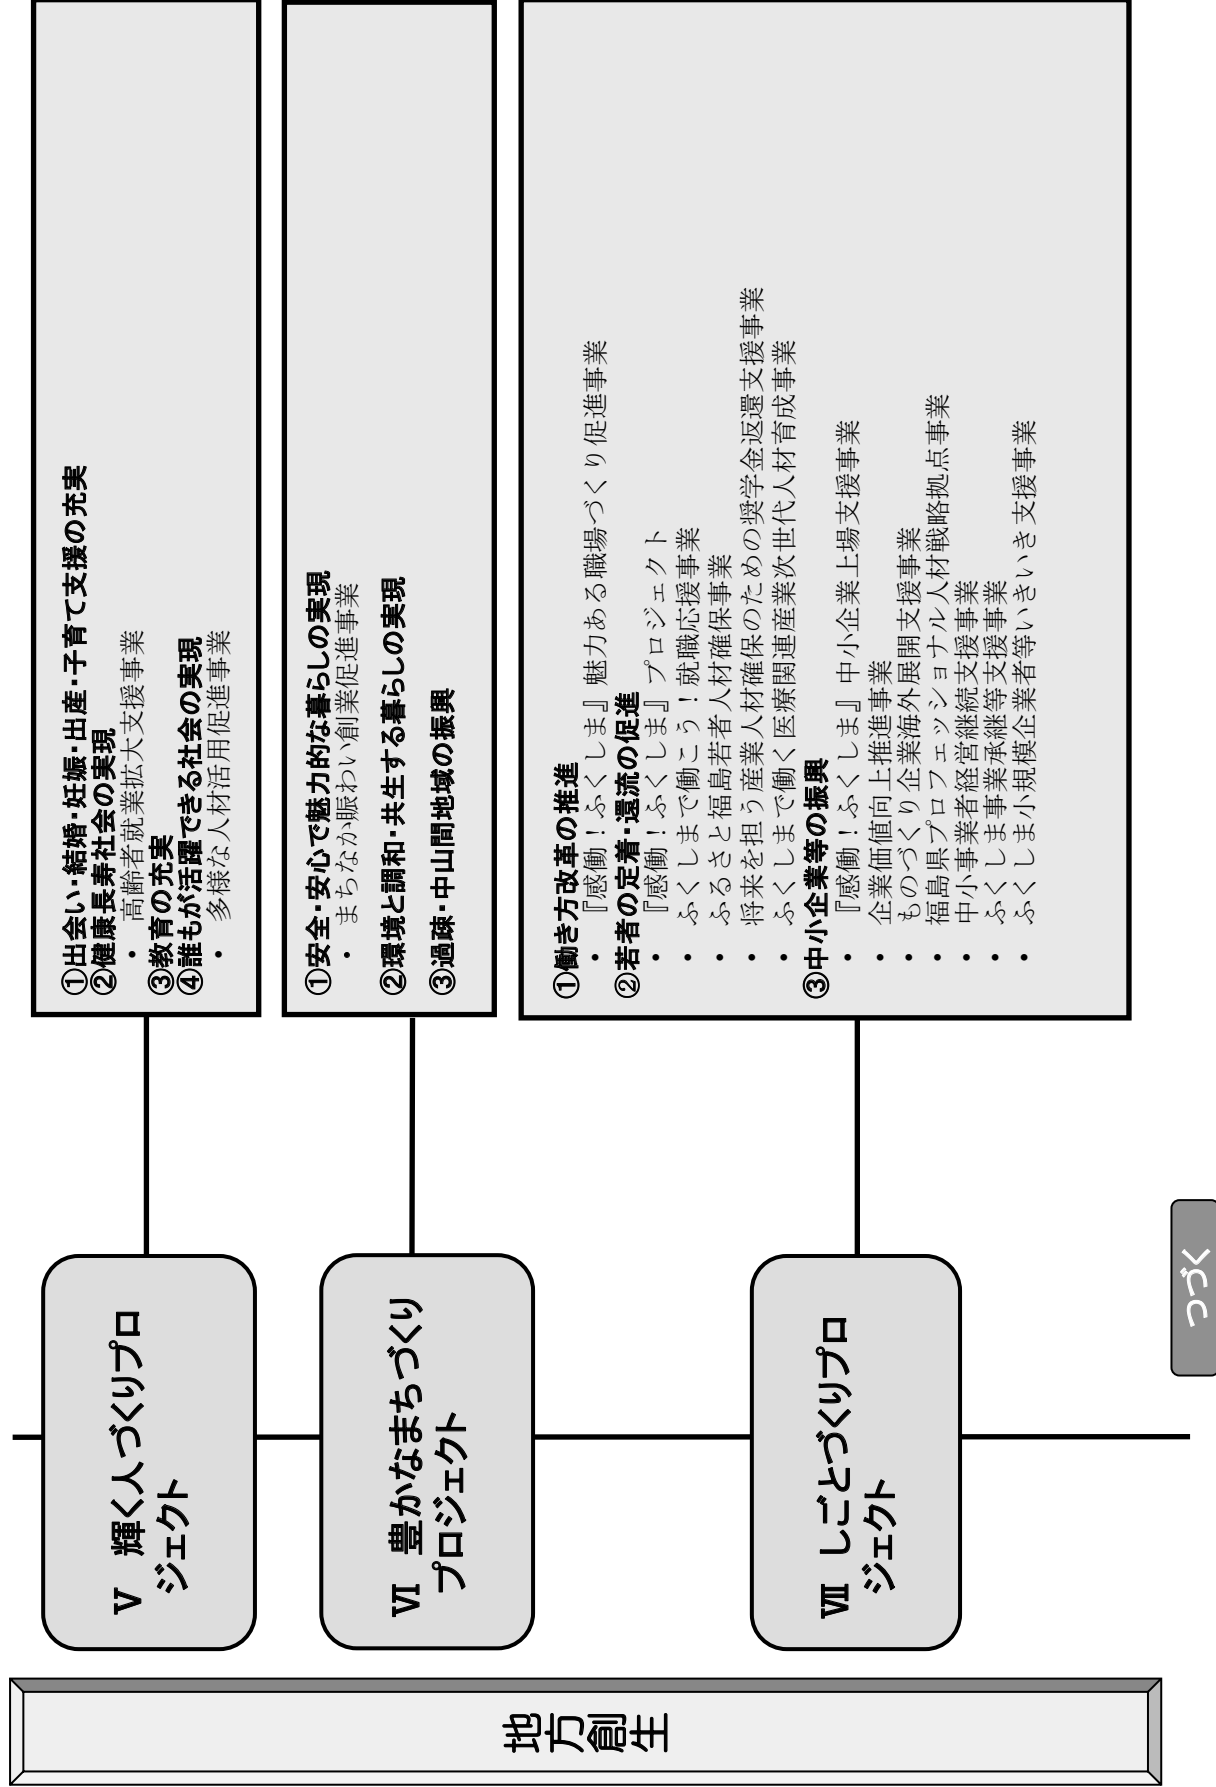 地方創生
Ⅴ 輝く人づくりプロ
ジェクト
①出会い・結婚・妊娠・出産・子育て支援の充実
②健康長寿社会の実現
・ 高齢者就業拡大支援事業
③教育の充実
④誰もが活躍できる社会の実現
・ 多様な人材活用促進事業
Ⅵ 豊かなまちづくり
プロジェクト
①安全・安心で魅力的な暮らしの実現
・ まちなか賑わい創業促進事業
②環境と調和・共生する暮らしの実現
③過疎・中山間地域の振興
Ⅶ しごとづくりプロ
ジェクト
①働き方改革の推進
・ 『感働！ふくしま』魅力ある職場づくり促進事業
②若者の定着・還流の促進
・ 『感働！ふくしま』プロジェクト
・ ふくしまで働こう！就職応援事業
・ ふるさと福島若者人材確保事業
・ 将来を担う産業人材確保のための奨学金返還支援事業
・ ふくしまで働く医療関連産業次世代人材育成事業
③中小企業等の振興
・ 『感働！ふくしま』中小企業上場支援事業
・ 企業価値向上推進事業
・ ものづくり企業海外展開支援事業
・ 福島県プロフェッショナル人材戦略拠点事業
・ 中小事業者経営継続支援事業
・ ふくしま事業承継等支援事業
・ ふくしま小規模企業者等いきいき支援事業
つづく